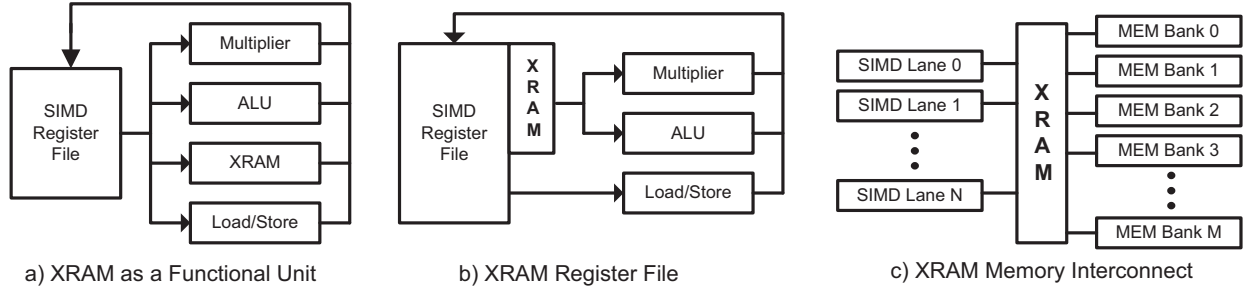 SIMD
Register
File
Multiplier
ALU
XRAM
Load/Store
a) XRAM as a Functional Unit
SIMD
Register
File
X
R
A
M
Multiplier
ALU
Load/Store
b) XRAM Register File
SIMD Lane 0
SIMD Lane 1
SIMD Lane N
X
R
A
M
MEM Bank 0
MEM Bank 1
MEM Bank 2
MEM Bank 3
MEM Bank M
c) XRAM Memory Interconnect